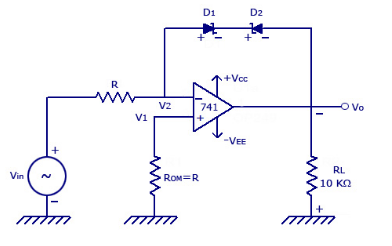 D1 D2
+ − + −
+VCC
R
V2
−
741
V1
+
Vo
−
−VEE
+
Vin
~
−
ROM=R
RL
10 KΩ
+